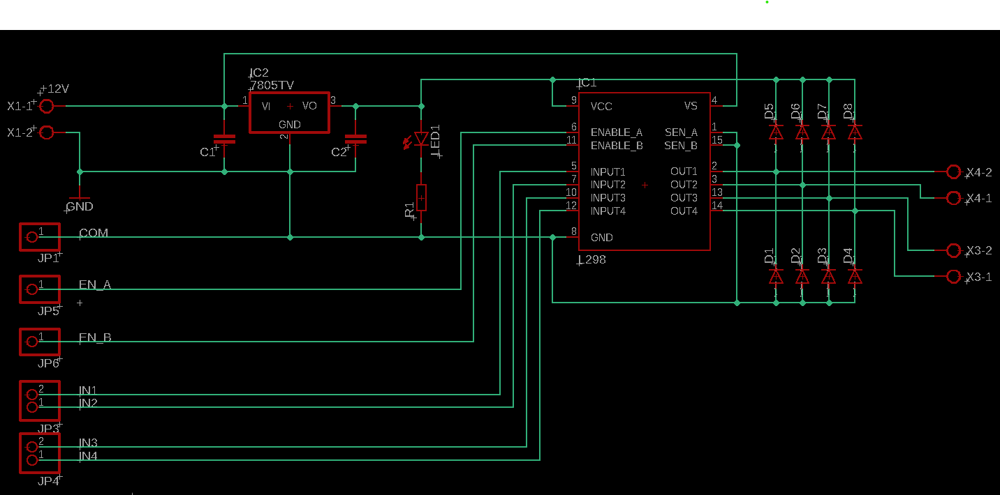 +12V
X1-1
X1-2
GND
IC2
7805TV
1 VI VO 3
GND
2
C1
C2
LED1
R1
IC1
9 VCC VS 4
6 ENABLE_A SEN_A 1
11 ENABLE_B SEN_B 15
5 INPUT1 OUT1 2
7 INPUT2 OUT2 3
10 INPUT3 OUT3 13
12 INPUT4 OUT4 14
8 GND
L298
D5 D6 D7 D8
D1 D2 D3 D4
X4-2
X4-1
X3-2
X3-1
1 COM
JP1
1 EN_A
JP5
1 EN_B
JP6
2 IN1
1 IN2
JP3
2 IN3
1 IN4
JP4